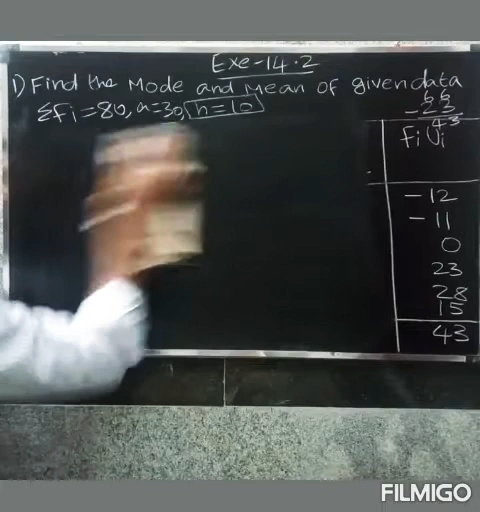 Exe-14.2
1) Find the Mode and Mean of given data
Σfi=80, a=30, h=10
66
-23
43
fiUi
-12
-11
0
23
28
15
43
FILMIGO